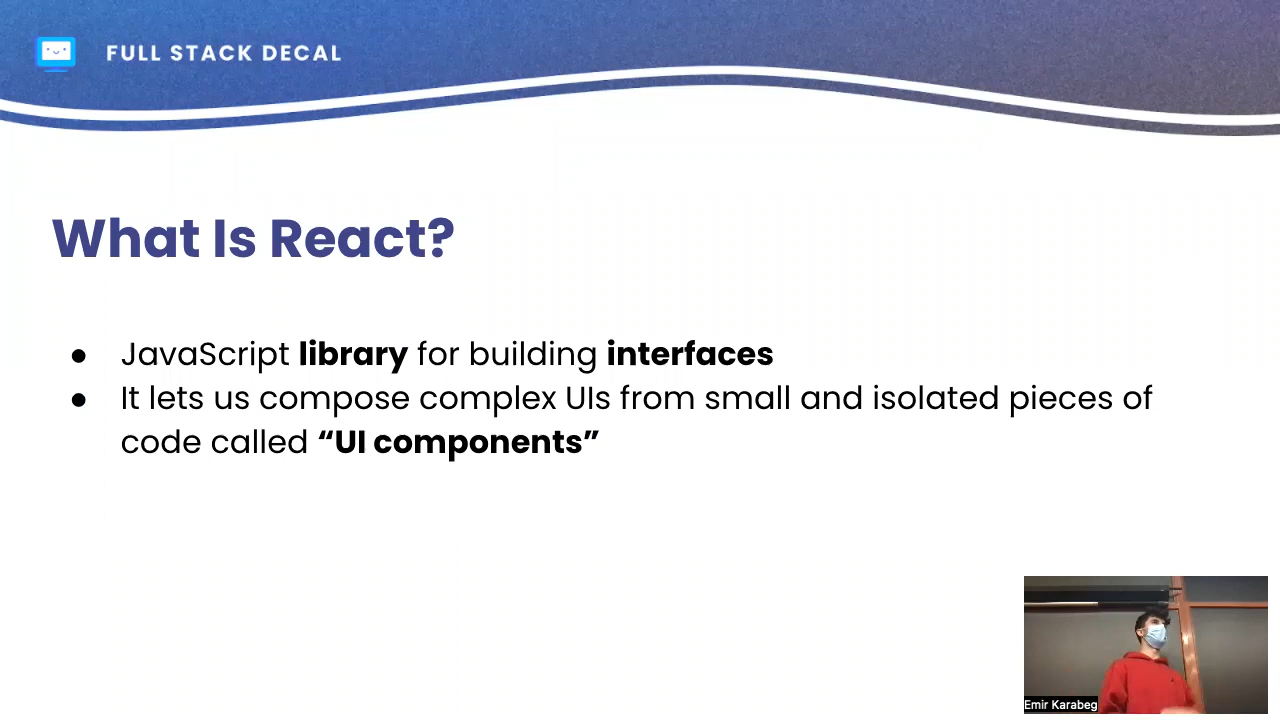 FULL STACK DECAL
What Is React?
● JavaScript library for building interfaces
● It lets us compose complex UIs from small and isolated pieces of
code called “UI components”
Emir Karabeg